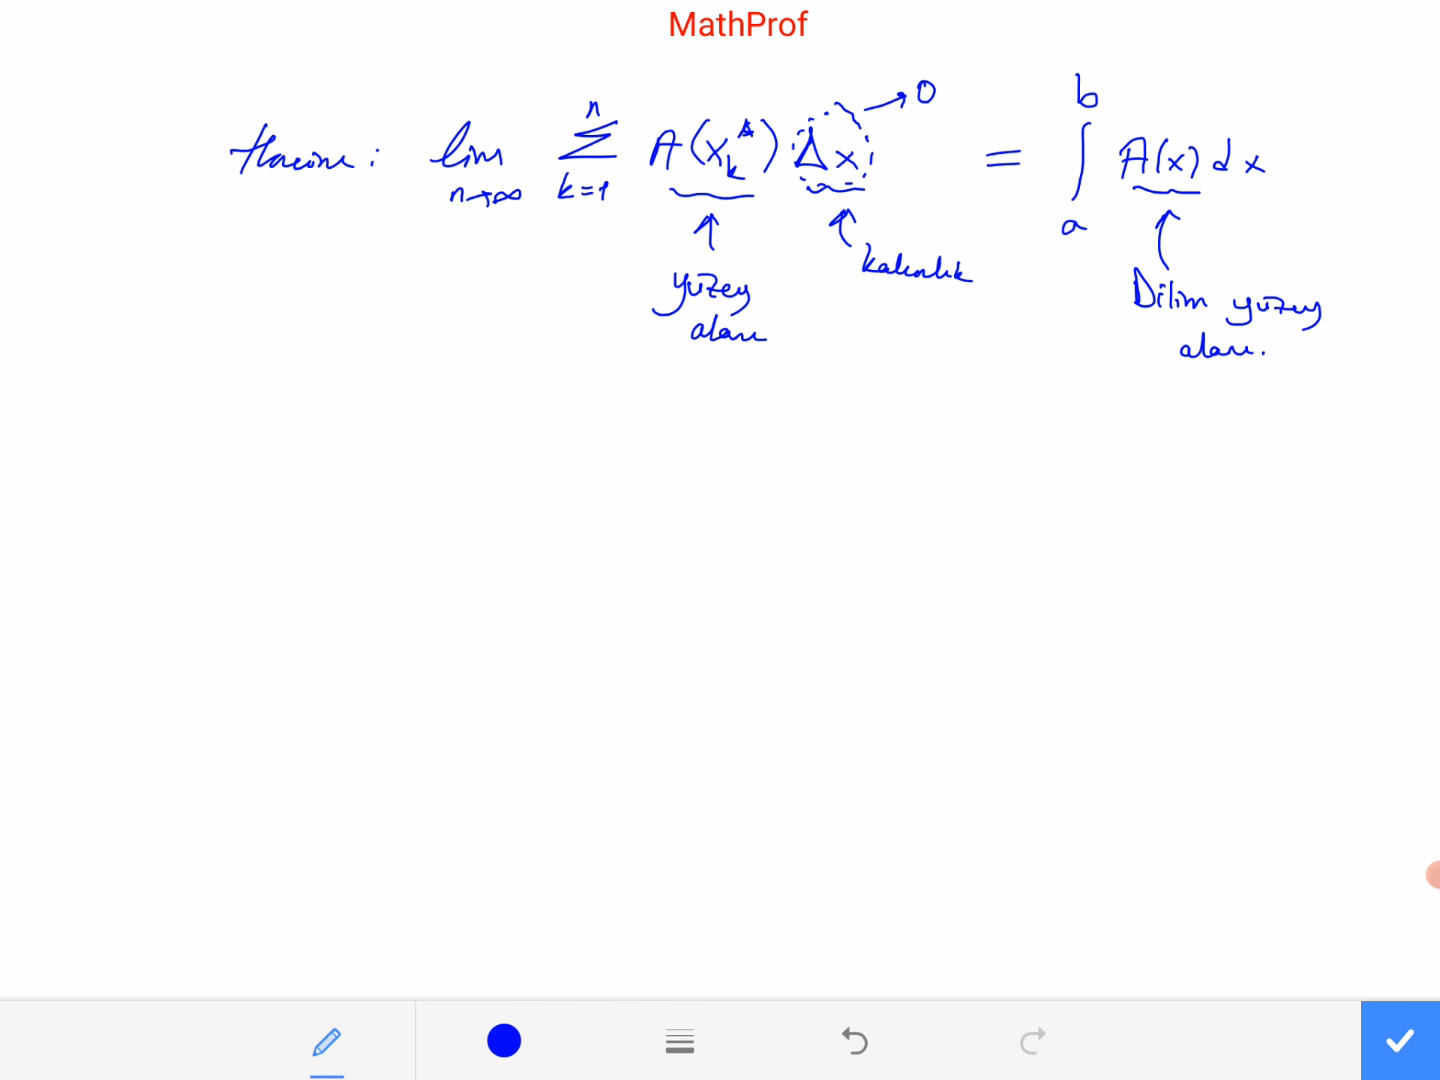 MathProf
Hacim: lim n→∞ n Σ k=1 A(x_k^*) Δx → 0 = ∫ a b A(x) dx
yüzey alanı
kalınlık
Dilim yüzey alanı.